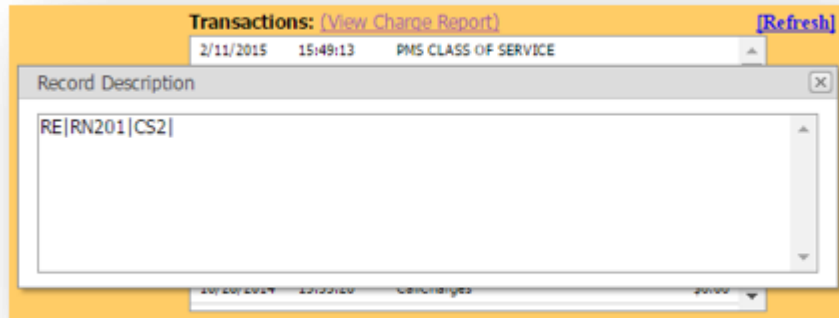 Transactions: (View Charge Report) [Refresh]
2/11/2015 15:49:13 PMS CLASS OF SERVICE
Record Description
RE|RN201|CS2|